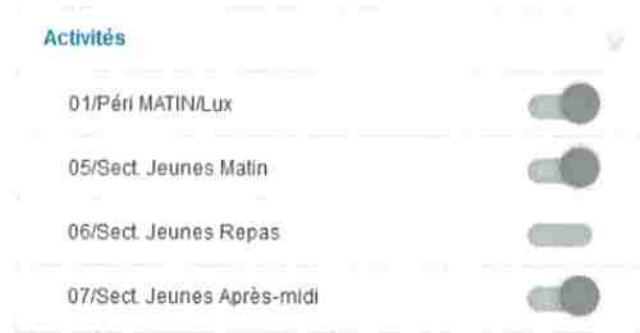 Activités
01/Péri MATIN/Lux
05/Sect. Jeunes Matin
06/Sect. Jeunes Repas
07/Sect. Jeunes Après-midi